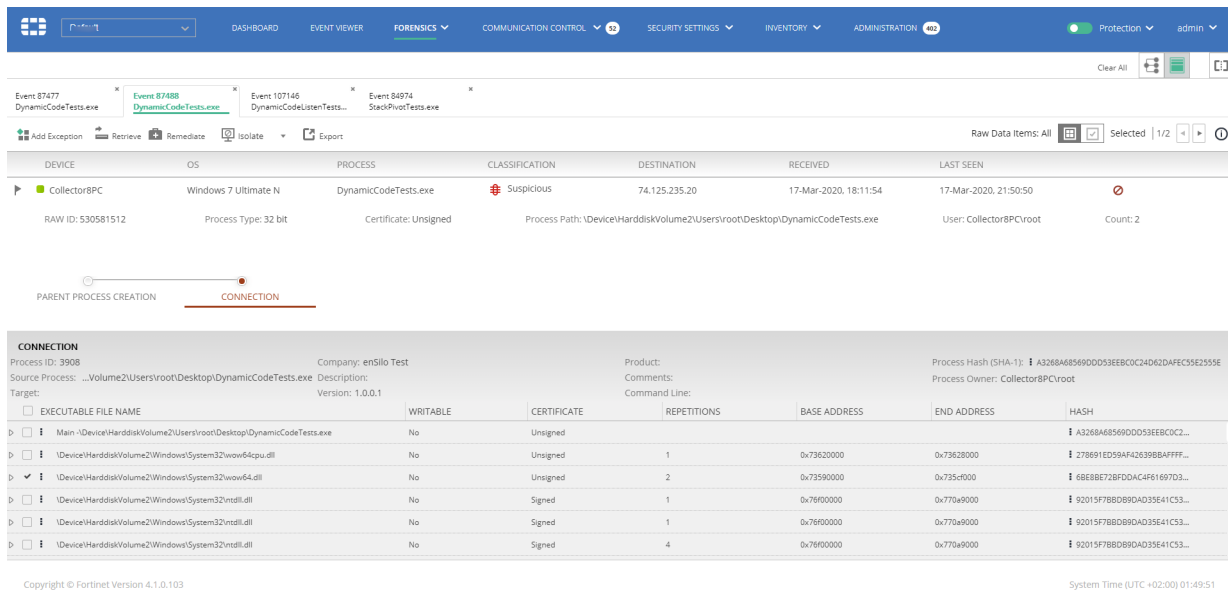 Default DASHBOARD EVENT VIEWER FORENSICS COMMUNICATION CONTROL 52 SECURITY SETTINGS INVENTORY ADMINISTRATION 402 Protection admin
Clear All
Event 87477 Event 87488 Event 107146 Event 84974
DynamicCodeTests.exe DynamicCodeTests.exe DynamicCodeListenTests... StackPivotTests.exe
Add Exception Retrieve Remediate Isolate Export Raw Data Items: All Selected 1/2
DEVICE OS PROCESS CLASSIFICATION DESTINATION RECEIVED LAST SEEN
Collector8PC Windows 7 Ultimate N DynamicCodeTests.exe Suspicious 74.125.235.20 17-Mar-2020, 18:11:54 17-Mar-2020, 21:50:50
RAW ID: 530581512 Process Type: 32 bit Certificate: Unsigned Process Path: \Device\HarddiskVolume2\Users\root\Desktop\DynamicCodeTests.exe User: Collector8PC\root Count: 2
PARENT PROCESS CREATION CONNECTION
CONNECTION
Process ID: 3908 Company: enSilo Test Product: Process Hash (SHA-1): A3268A68569DDD53EEBC0C24D62DAFEC55E2555E
Source Process: ...Volume2\Users\root\Desktop\DynamicCodeTests.exe Description: Comments: Process Owner: Collector8PC\root
Target: Version: 1.0.0.1 Command Line:
EXECUTABLE FILE NAME WRITABLE CERTIFICATE REPETITIONS BASE ADDRESS END ADDRESS HASH
Main -\Device\HarddiskVolume2\Users\root\Desktop\DynamicCodeTests.exe No Unsigned A3268A68569DDD53EEBC0C2...
\Device\HarddiskVolume2\Windows\System32\wow64cpu.dll No Unsigned 1 0x73620000 0x73628000 278691ED59AF42639BBAFFFF...
\Device\HarddiskVolume2\Windows\System32\wow64.dll No Unsigned 2 0x73590000 0x735cf000 6BE8BE72BFDDAC4F61697D3...
\Device\HarddiskVolume2\Windows\System32\ntdll.dll No Signed 1 0x76f00000 0x770a9000 92015F7BBDB9DAD35E41C53...
\Device\HarddiskVolume2\Windows\System32\ntdll.dll No Signed 1 0x76f00000 0x770a9000 92015F7BBDB9DAD35E41C53...
\Device\HarddiskVolume2\Windows\System32\ntdll.dll No Signed 4 0x76f00000 0x770a9000 92015F7BBDB9DAD35E41C53...
Copyright © Fortinet Version 4.1.0.103 System Time (UTC +02:00) 01:49:51